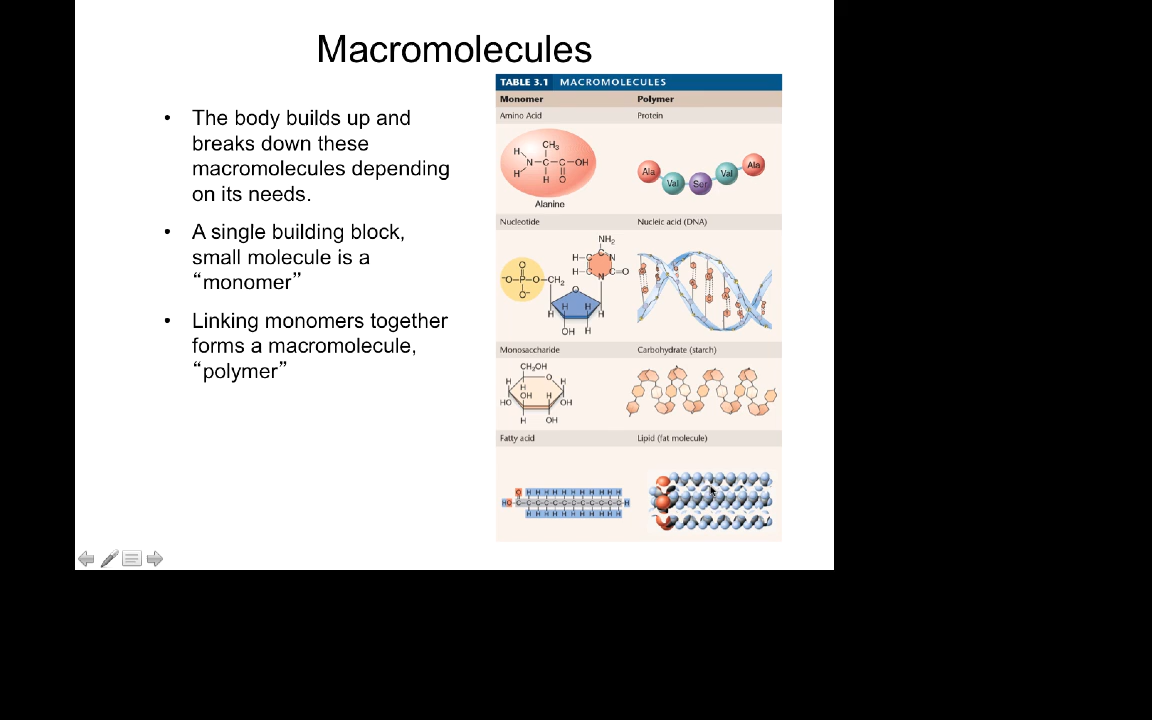 Macromolecules
• The body builds up and
breaks down these
macromolecules depending
on its needs.
• A single building block,
small molecule is a
“monomer”
• Linking monomers together
forms a macromolecule,
“polymer”
TABLE 3.1 MACROMOLECULES
Monomer Polymer
Amino Acid Protein
CH₃
H
N–C–C–OH
H H O
Alanine
Ala Val Ser Val Ala
Nucleotide Nucleic acid (DNA)
NH₂
H–C C N
O H–C N C=O
⁻O–P–O–CH₂
O⁻ O
H H H H
OH H
Monosaccharide Carbohydrate (starch)
CH₂OH
H O H
H
HO OH H OH
H OH
Fatty acid Lipid (fat molecule)
O H H H H H H H H H H H
HO C C C C C C C C C C C C H
H H H H H H H H H H H